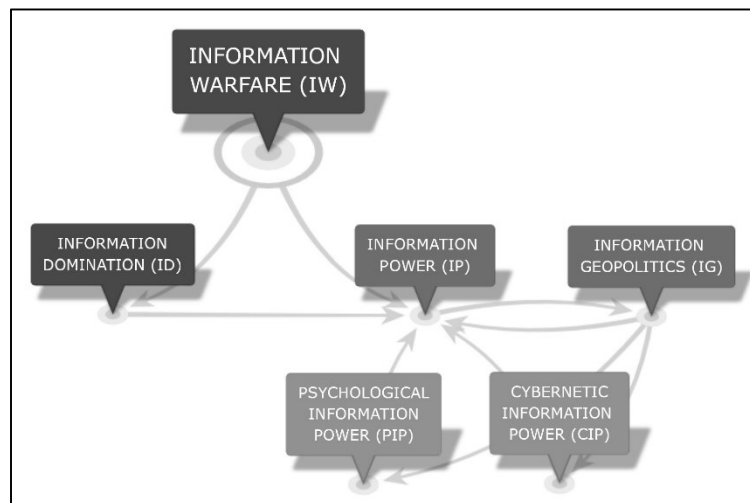 INFORMATION
WARFARE (IW)
INFORMATION
DOMINATION (ID)
INFORMATION
POWER (IP)
INFORMATION
GEOPOLITICS (IG)
PSYCHOLOGICAL
INFORMATION
POWER (PIP)
CYBERNETIC
INFORMATION
POWER (CIP)